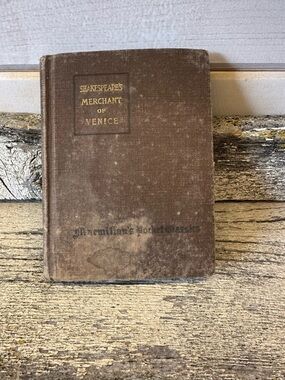 SHAKESPEARE'S
MERCHANT
OF
VENICE
Macmillan's Pocket Classics